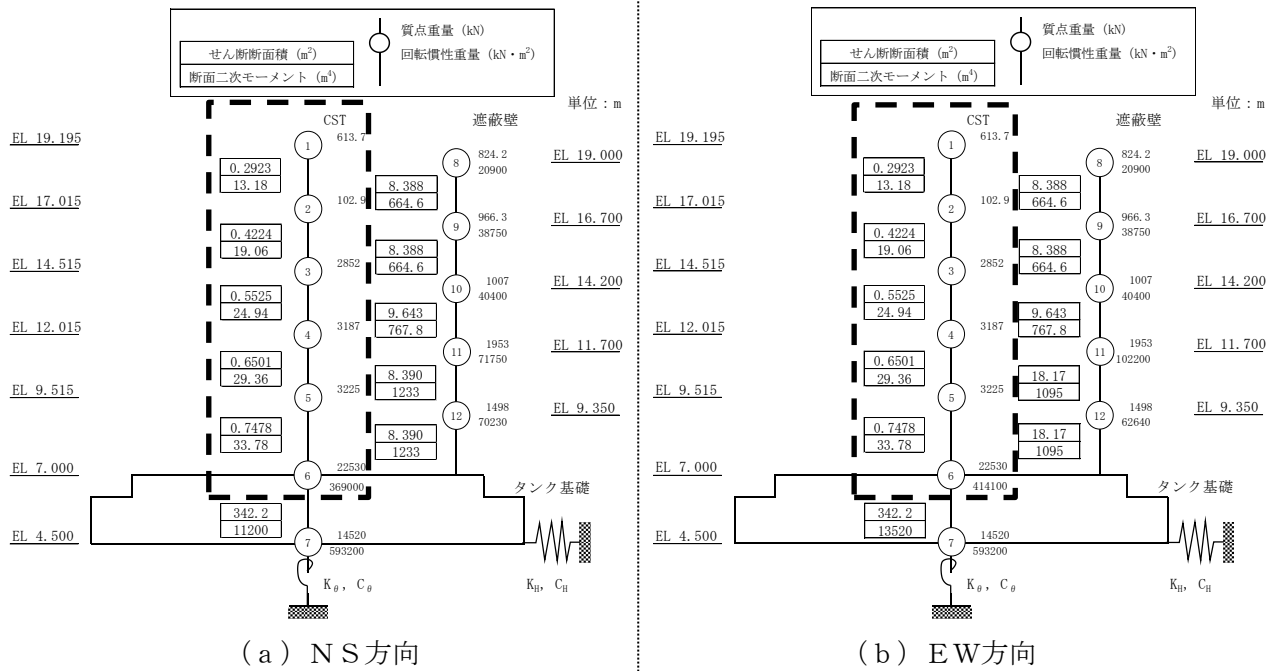 質点重量 (kN)
回転慣性重量 (kN・m²)
せん断断面積 (m²)
断面二次モーメント (m⁴)
単位：m
CST
遮蔽壁
EL 19.195
1
613.7
8
824.2
20900
EL 19.000
0.2923
13.18
8.388
664.6
EL 17.015
2
102.9
9
966.3
38750
EL 16.700
0.4224
19.06
8.388
664.6
EL 14.515
3
2852
10
1007
40400
EL 14.200
0.5525
24.94
9.643
767.8
EL 12.015
4
3187
11
1953
71750
EL 11.700
0.6501
29.36
8.390
1233
EL 9.515
5
3225
12
1498
70230
EL 9.350
0.7478
33.78
8.390
1233
EL 7.000
6
22530
369000
タンク基礎
342.2
11200
EL 4.500
7
14520
593200
Kθ, Cθ
KH, CH
(a) ＮＳ方向
質点重量 (kN)
回転慣性重量 (kN・m²)
せん断断面積 (m²)
断面二次モーメント (m⁴)
単位：m
CST
遮蔽壁
EL 19.195
1
613.7
8
824.2
20900
EL 19.000
0.2923
13.18
8.388
664.6
EL 17.015
2
102.9
9
966.3
38750
EL 16.700
0.4224
19.06
8.388
664.6
EL 14.515
3
2852
10
1007
40400
EL 14.200
0.5525
24.94
9.643
767.8
EL 12.015
4
3187
11
1953
102200
EL 11.700
0.6501
29.36
18.17
1095
EL 9.515
5
3225
12
1498
62640
EL 9.350
0.7478
33.78
18.17
1095
EL 7.000
6
22530
414100
タンク基礎
342.2
13520
EL 4.500
7
14520
593200
Kθ, Cθ
KH, CH
(b) ＥＷ方向